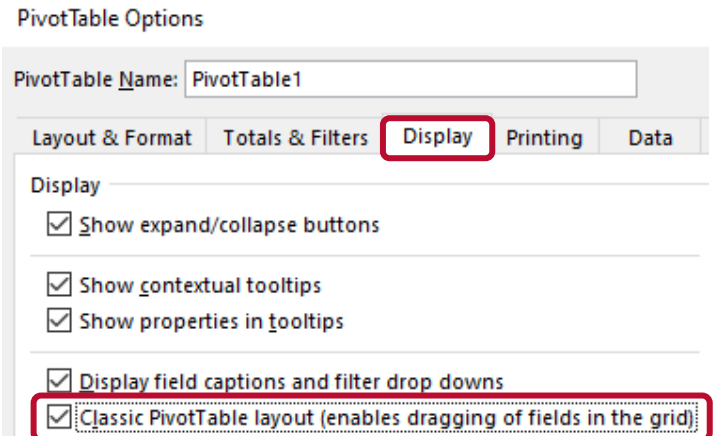 PivotTable Options
PivotTable Name: PivotTable1
Layout & Format Totals & Filters Display Printing Data
Display
Show expand/collapse buttons
Show contextual tooltips
Show properties in tooltips
Display field captions and filter drop downs
Classic PivotTable layout (enables dragging of fields in the grid)